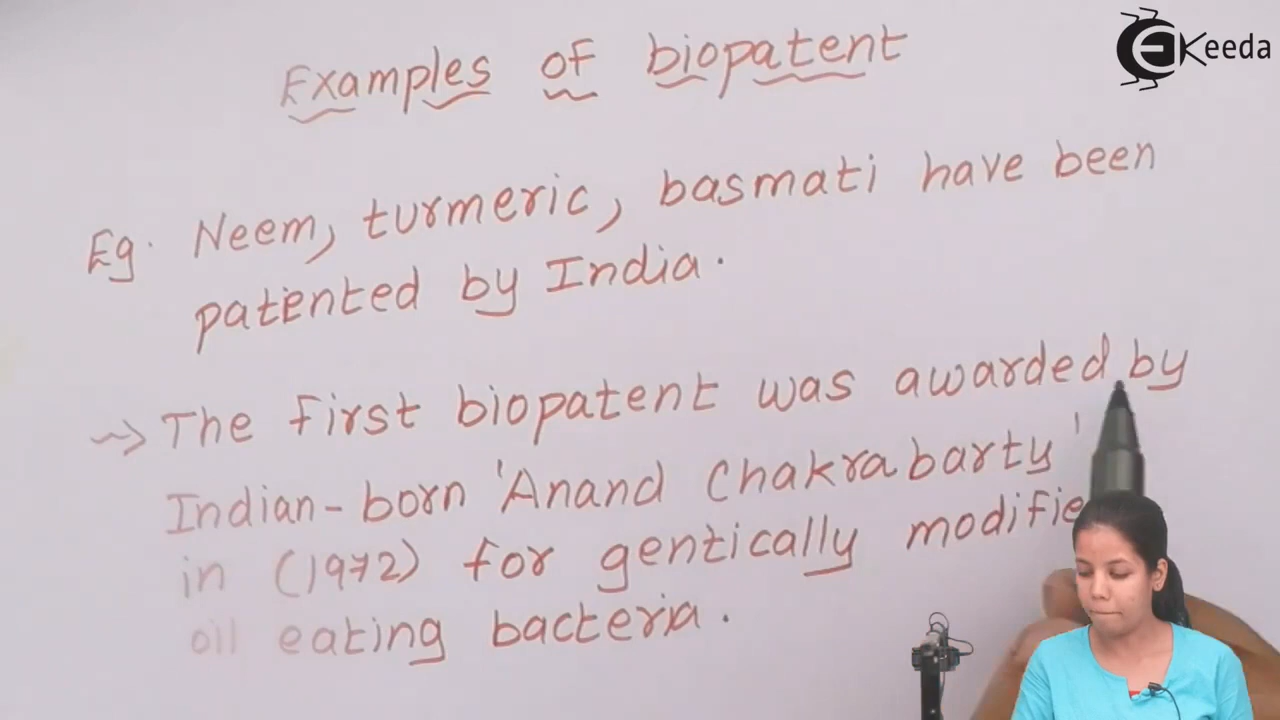 Examples of biopatent
Eg. Neem, turmeric, basmati have been
patented by India.
~> The first biopatent was awarded by
Indian-born 'Anand Chakrabarty'
in (1972) for gentically modifie
oil eating bacteria.
EKeeda